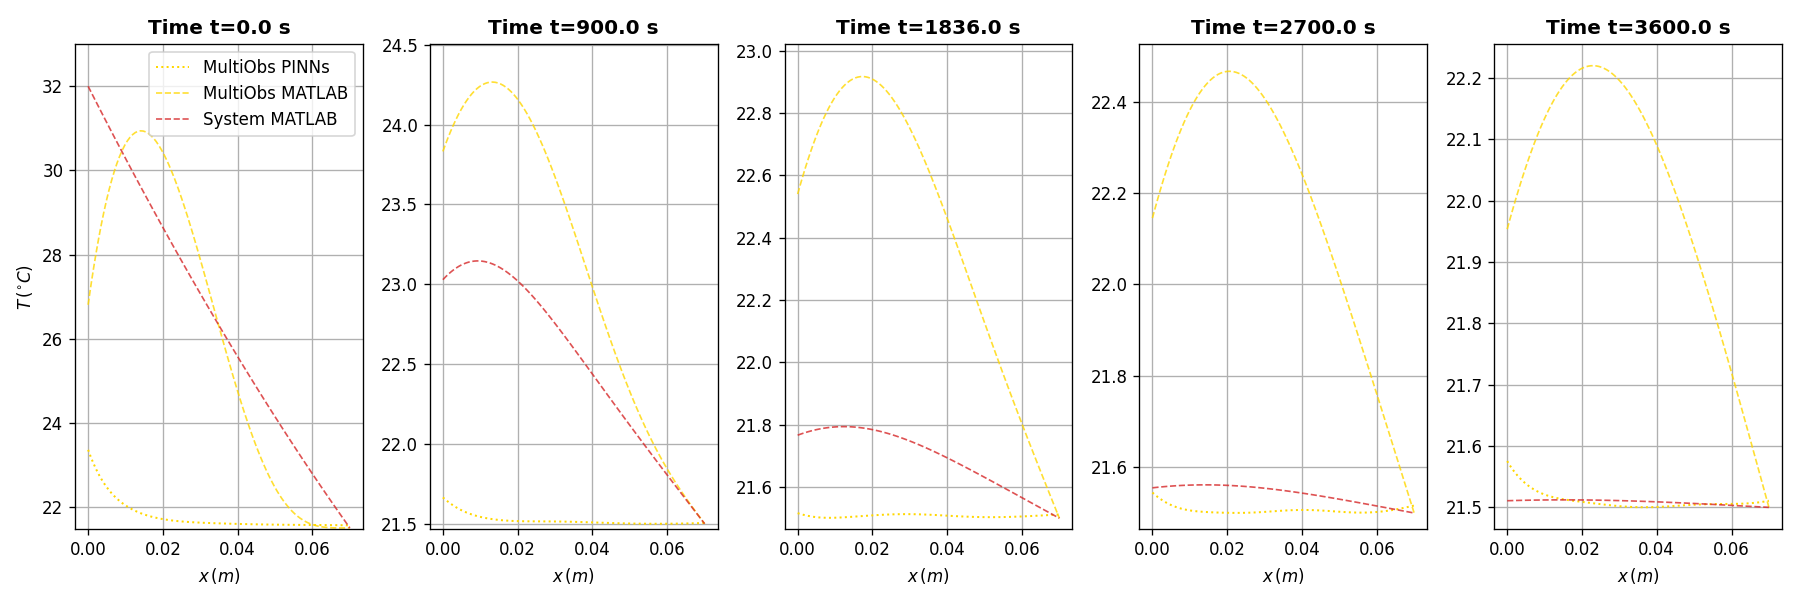 Time t=0.0 s
MultiObs PINNs
MultiObs MATLAB
System MATLAB
32
30
28
26
24
22
T (°C)
0.00 0.02 0.04 0.06
x (m)
Time t=900.0 s
24.5
24.0
23.5
23.0
22.5
22.0
21.5
0.00 0.02 0.04 0.06
x (m)
Time t=1836.0 s
23.0
22.8
22.6
22.4
22.2
22.0
21.8
21.6
0.00 0.02 0.04 0.06
x (m)
Time t=2700.0 s
22.4
22.2
22.0
21.8
21.6
0.00 0.02 0.04 0.06
x (m)
Time t=3600.0 s
22.2
22.1
22.0
21.9
21.8
21.7
21.6
21.5
0.00 0.02 0.04 0.06
x (m)